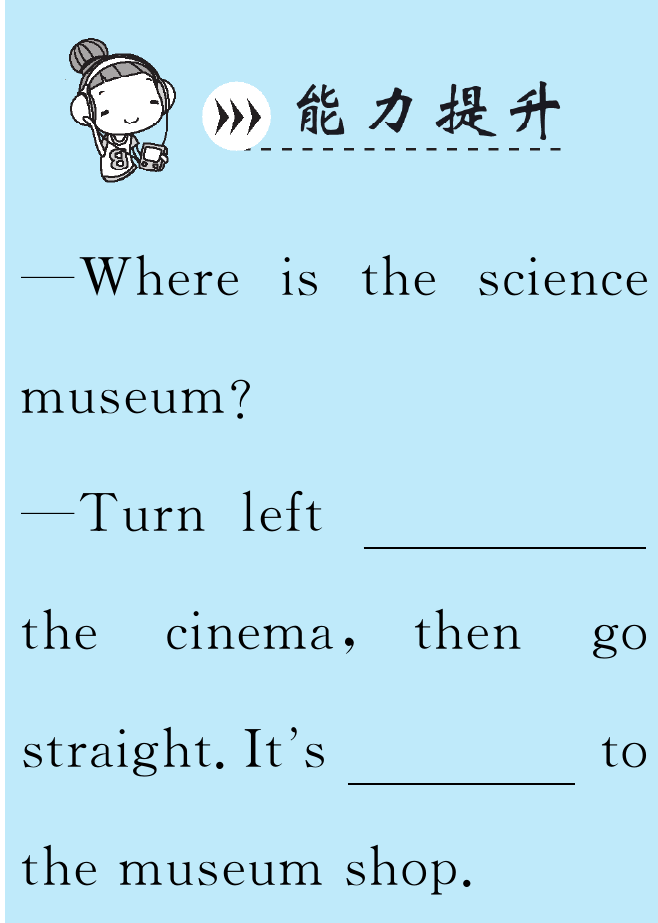 能力提升
—Where is the science
museum?
—Turn left ________
the cinema, then go
straight. It's ________ to
the museum shop.